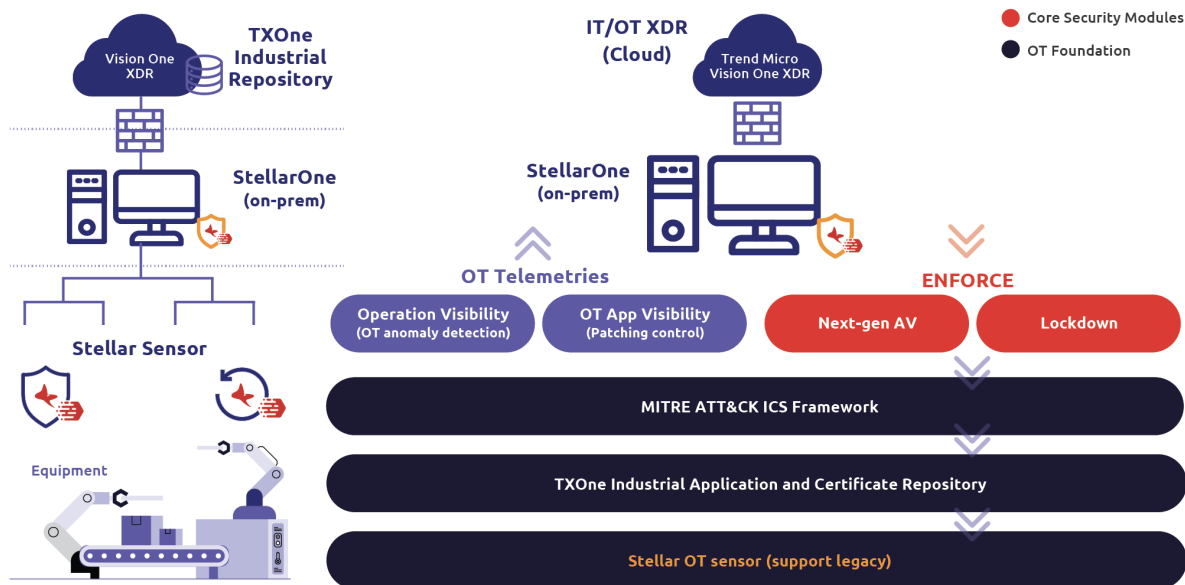 Vision One
XDR
TXOne
Industrial
Repository
StellarOne
(on-prem)
Stellar Sensor
Equipment
IT/OT XDR
(Cloud)
Trend Micro
Vision One XDR
Core Security Modules
OT Foundation
StellarOne
(on-prem)
OT Telemetries
ENFORCE
Operation Visibility
(OT anomaly detection)
OT App Visibility
(Patching control)
Next-gen AV
Lockdown
MITRE ATT&CK ICS Framework
TXOne Industrial Application and Certificate Repository
Stellar OT sensor (support legacy)